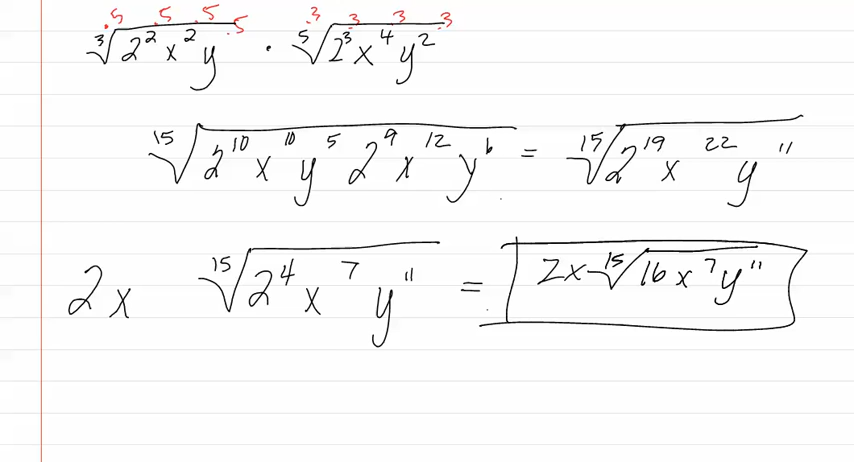 .5 .5 .5 .5 .3 .3 .3 .3
∛(2²x²y) · ⁵√(2³x⁴y²)
¹⁵√(2¹⁰x¹⁰y⁵2⁹x¹²y⁶) = ¹⁵√(2¹⁹x²²y¹¹)
2x ¹⁵√(2⁴x⁷y¹¹) = 2x ¹⁵√(16x⁷y¹¹)